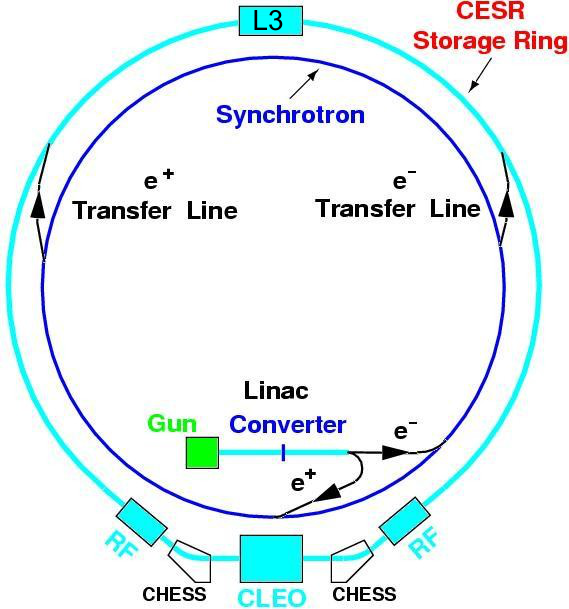 L3
CESR
Storage Ring
Synchrotron
e+
Transfer Line
e−
Transfer Line
Linac
Gun
Converter
e−
e+
RF
RF
CHESS
CLEO
CHESS